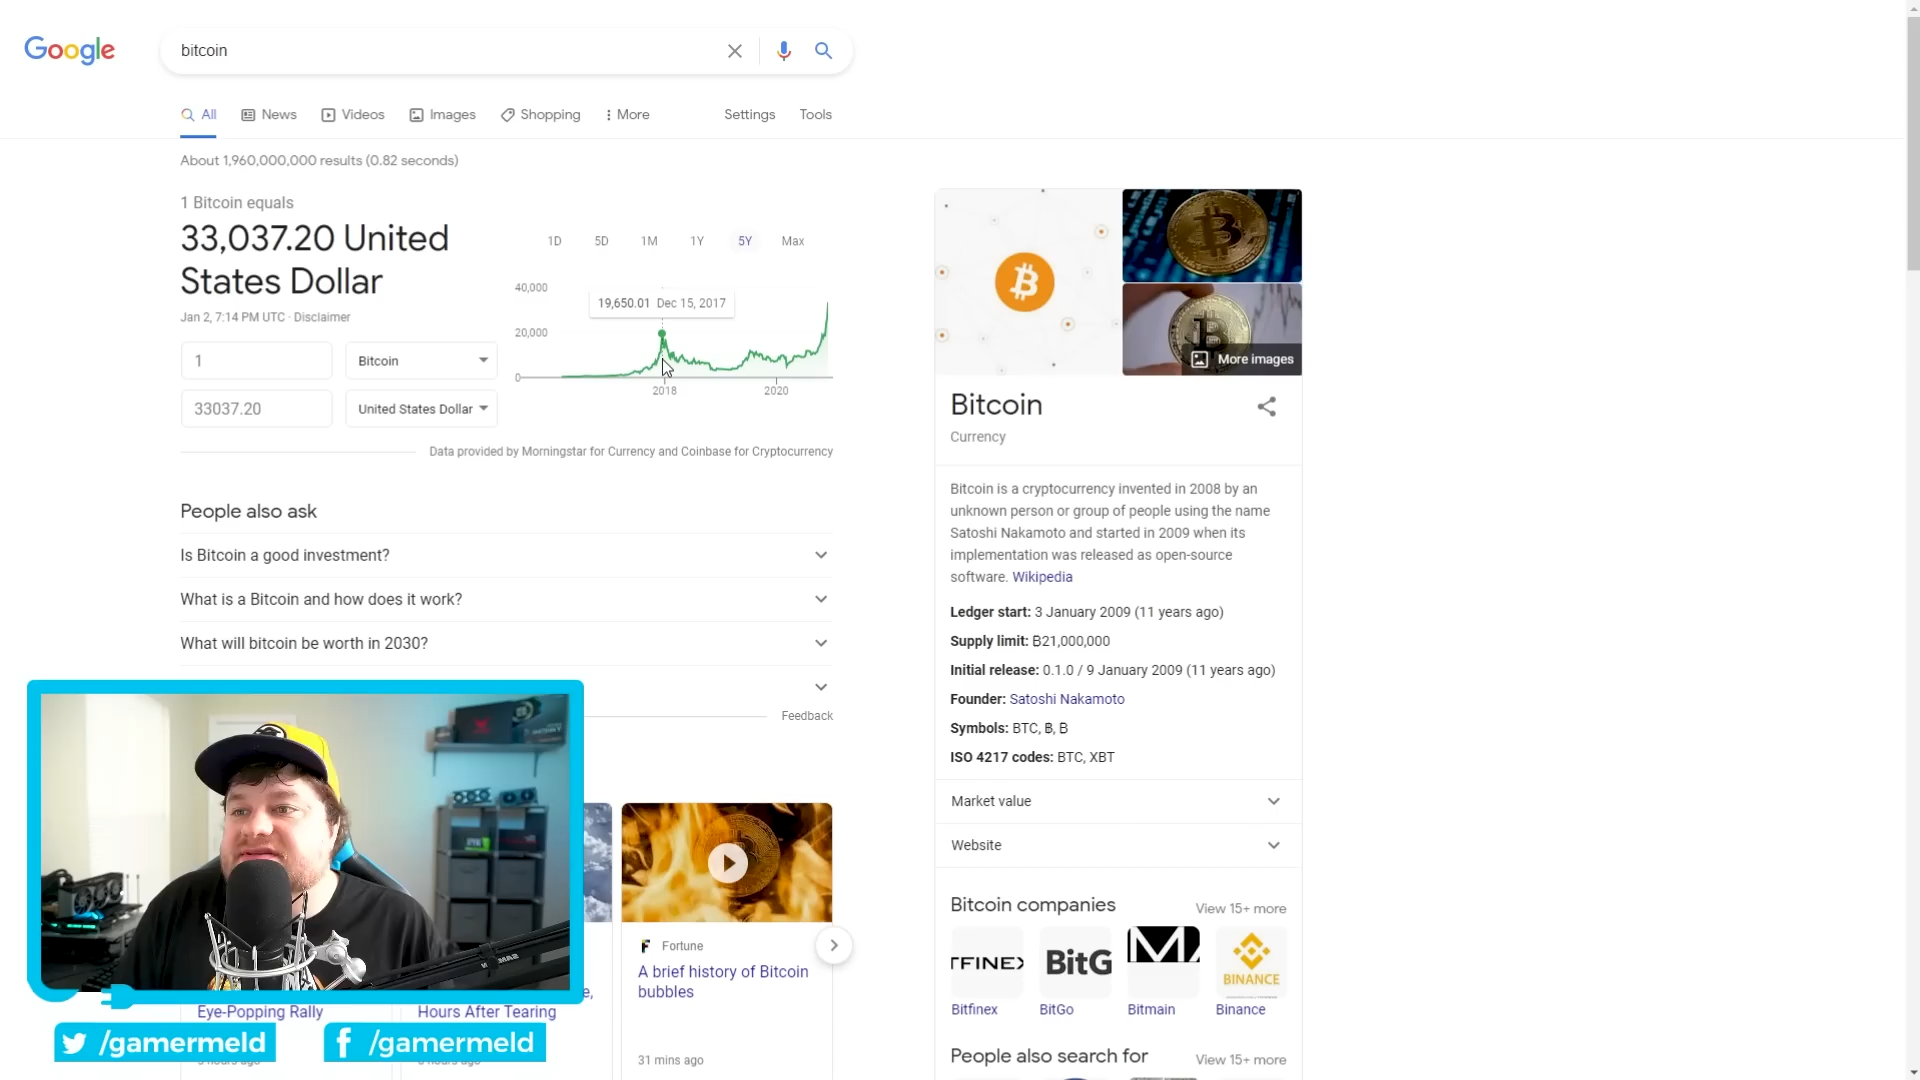 Google
bitcoin
All
News
Videos
Images
Shopping
More
Settings
Tools
About 1,960,000,000 results (0.82 seconds)
1 Bitcoin equals
33,037.20 United
States Dollar
Jan 2, 7:14 PM UTC · Disclaimer
1
Bitcoin
33037.20
United States Dollar
1D
5D
1M
1Y
5Y
Max
40,000
20,000
0
19,650.01 Dec 15, 2017
2018
2020
Data provided by Morningstar for Currency and Coinbase for Cryptocurrency
People also ask
Is Bitcoin a good investment?
What is a Bitcoin and how does it work?
What will bitcoin be worth in 2030?
Feedback
Eye-Popping Rally
Hours After Tearing
Fortune
A brief history of Bitcoin
bubbles
31 mins ago
/gamermeld
/gamermeld
More images
Bitcoin
Currency
Bitcoin is a cryptocurrency invented in 2008 by an
unknown person or group of people using the name
Satoshi Nakamoto and started in 2009 when its
implementation was released as open-source
software. Wikipedia
Ledger start: 3 January 2009 (11 years ago)
Supply limit: Ƀ21,000,000
Initial release: 0.1.0 / 9 January 2009 (11 years ago)
Founder: Satoshi Nakamoto
Symbols: BTC, ฿, ₿
ISO 4217 codes: BTC, XBT
Market value
Website
Bitcoin companies
View 15+ more
TFINEX
BitG
BINANCE
Bitfinex
BitGo
Bitmain
Binance
People also search for
View 15+ more